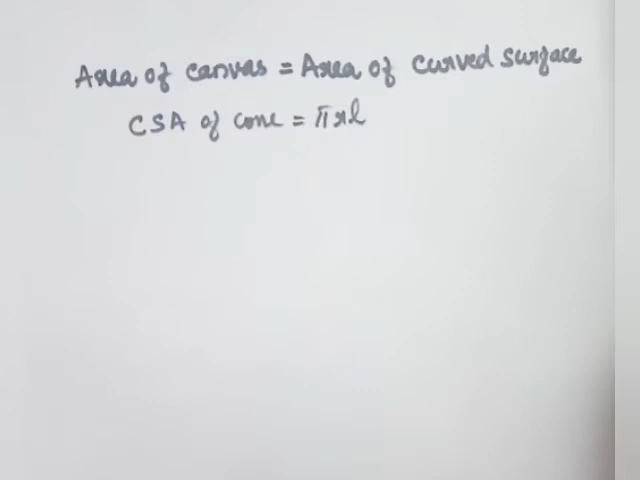 Area of canvas = Area of curved surface
CSA of cone = πrl